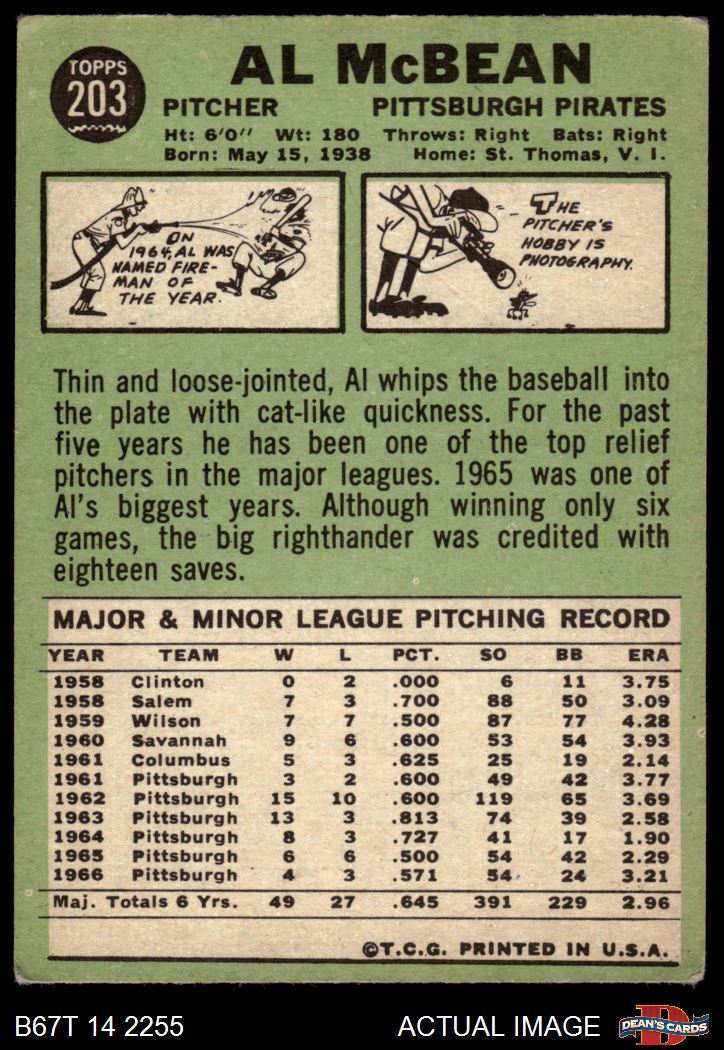 TOPPS
203
AL McBEAN
PITCHER PITTSBURGH PIRATES
Ht: 6'0" Wt: 180 Throws: Right Bats: Right
Born: May 15, 1938 Home: St. Thomas, V. I.
ON
1964, AL WAS
NAMED FIRE-
MAN OF
THE YEAR.
THE
PITCHER'S
HOBBY IS
PHOTOGRAPHY.
Thin and loose-jointed, Al whips the baseball into
the plate with cat-like quickness. For the past
five years he has been one of the top relief
pitchers in the major leagues. 1965 was one of
Al's biggest years. Although winning only six
games, the big righthander was credited with
eighteen saves.
MAJOR & MINOR LEAGUE PITCHING RECORD
YEAR TEAM W L PCT. SO BB ERA
1958 Clinton 0 2 .000 6 11 3.75
1958 Salem 7 3 .700 88 50 3.09
1959 Wilson 7 7 .500 87 77 4.28
1960 Savannah 9 6 .600 53 54 3.93
1961 Columbus 5 3 .625 25 19 2.14
1961 Pittsburgh 3 2 .600 49 42 3.77
1962 Pittsburgh 15 10 .600 119 65 3.69
1963 Pittsburgh 13 3 .813 74 39 2.58
1964 Pittsburgh 8 3 .727 41 17 1.90
1965 Pittsburgh 6 6 .500 54 42 2.29
1966 Pittsburgh 4 3 .571 54 24 3.21
Maj. Totals 6 Yrs. 49 27 .645 391 229 2.96
©T.C.G. PRINTED IN U.S.A.
B67T 14 2255 ACTUAL IMAGE
D
DEAN'S CARDS